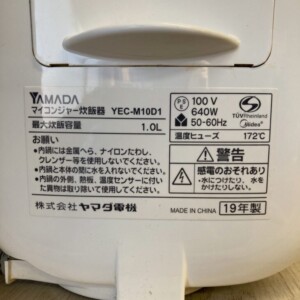 YAMADA
マイコンジャー炊飯器 YEC-M10D1
最大炊飯容量 1.0L
<お願い>
●内鍋には金属へら、ナイロンたわし、
クレンザー等を使用しないでください。
●内鍋と本体の間に水を入れないでください。
●内鍋の外側、熱板、温度センサーに付いた
異物は取り除いて使用してください。
株式会社 ヤマダ電機
PSE
100 V
640W
50-60Hz
TÜVRheinland
温度ヒューズ 172℃
警告
感電のおそれあり
・水につけたり、水を
かけたりしない。
MADE IN CHINA 19年製